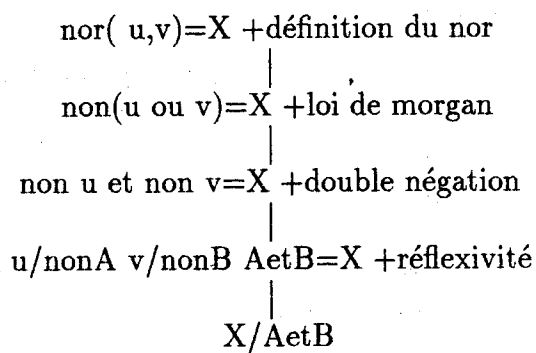 nor( u,v)=X +définition du nor
non(u ou v)=X +loi de morgan
non u et non v=X +double négation
u/nonA v/nonB AetB=X +réflexivité
X/AetB